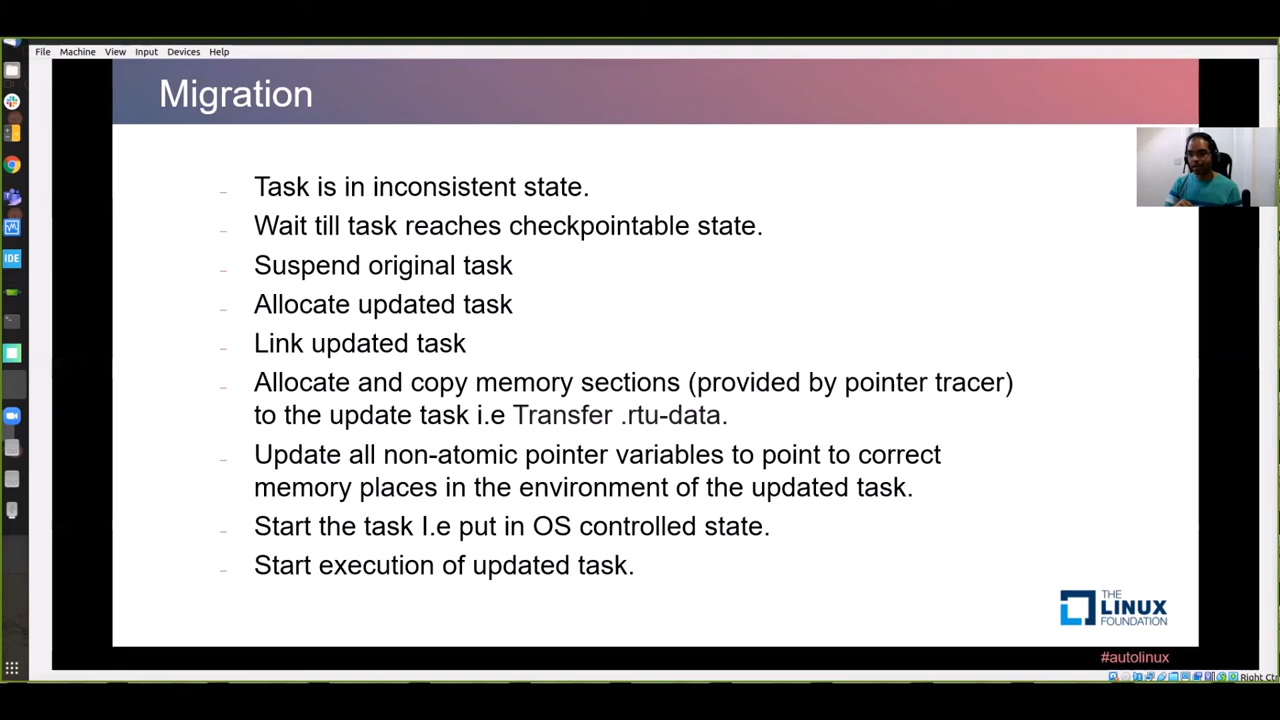 File Machine View Input Devices Help
Migration
Task is in inconsistent state.
Wait till task reaches checkpointable state.
Suspend original task
Allocate updated task
Link updated task
Allocate and copy memory sections (provided by pointer tracer)
to the update task i.e Transfer .rtu-data.
Update all non-atomic pointer variables to point to correct
memory places in the environment of the updated task.
Start the task I.e put in OS controlled state.
Start execution of updated task.
IDE
THE
LINUX
FOUNDATION
#autolinux
Right Ctr